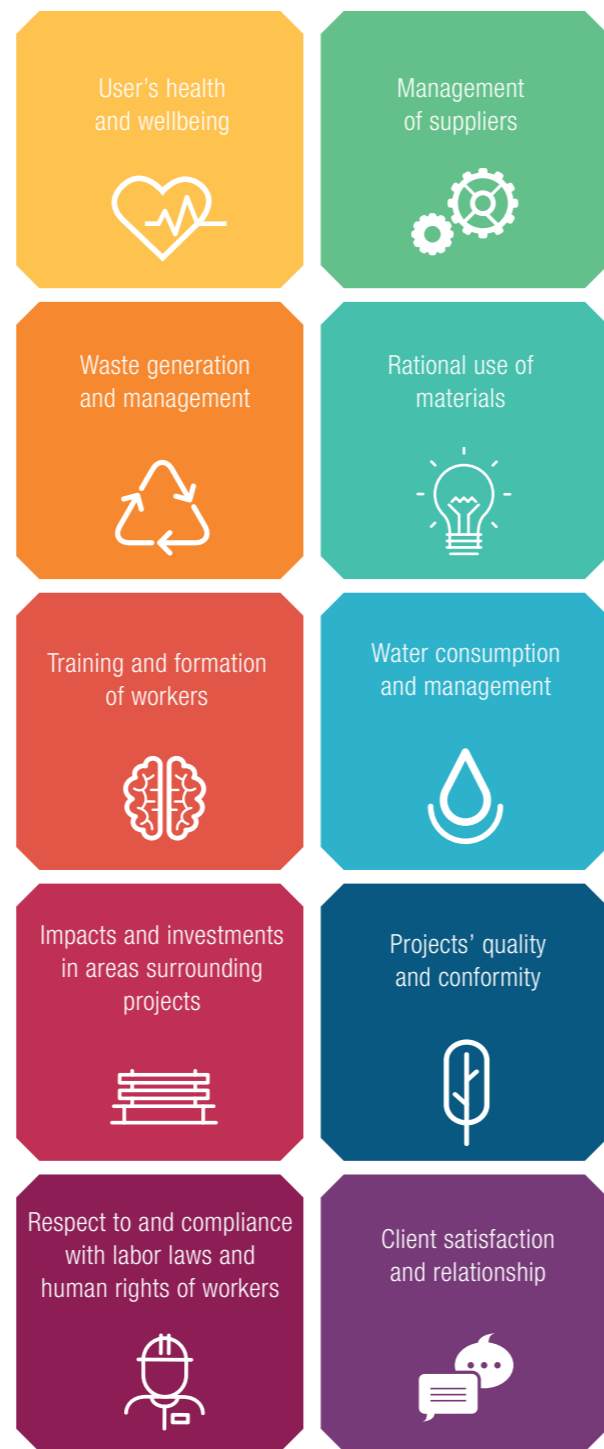 User's health
and wellbeing
Management
of suppliers
Waste generation
and management
Rational use of
materials
Training and formation
of workers
Water consumption
and management
Impacts and investments
in areas surrounding
projects
Projects' quality
and conformity
Respect to and compliance
with labor laws and
human rights of workers
Client satisfaction
and relationship